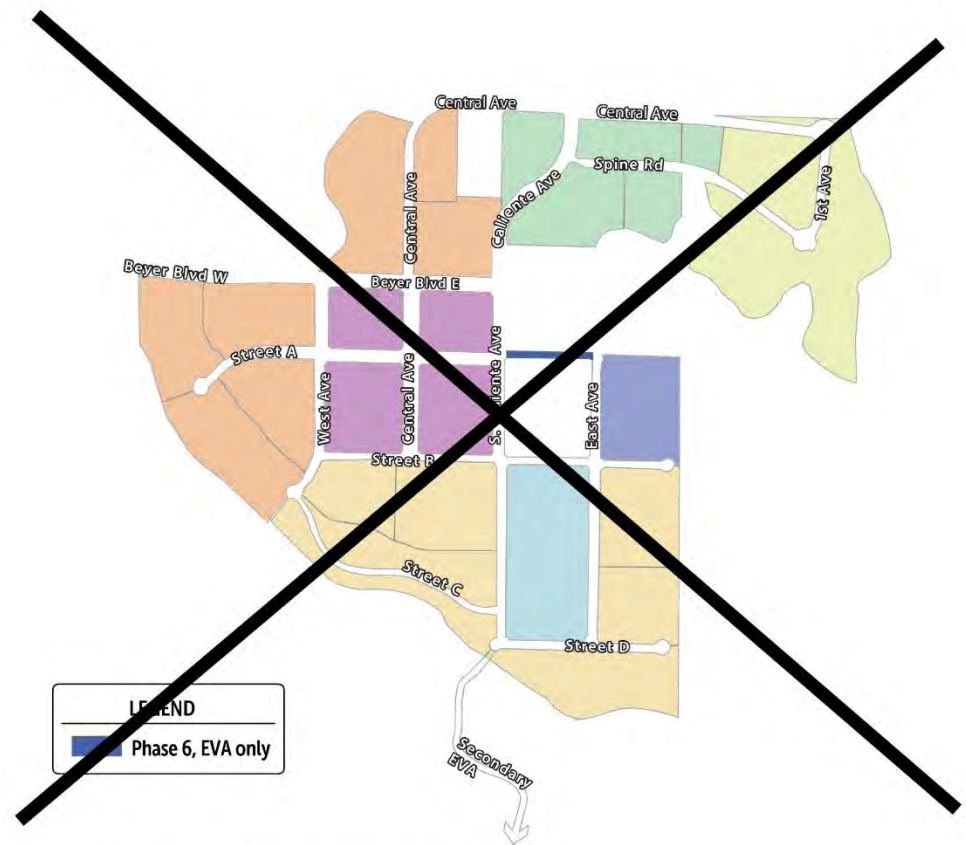 Central Ave
Central Ave
Spine Rd
Caliente Ave
1st Ave
Central Ave
Beyer Blvd W
Beyer Blvd E
Street A
West Ave
Central Ave
East Ave
Street B
Street C
Street D
LEGEND
Phase 6, EVA only
Secondary
EVA